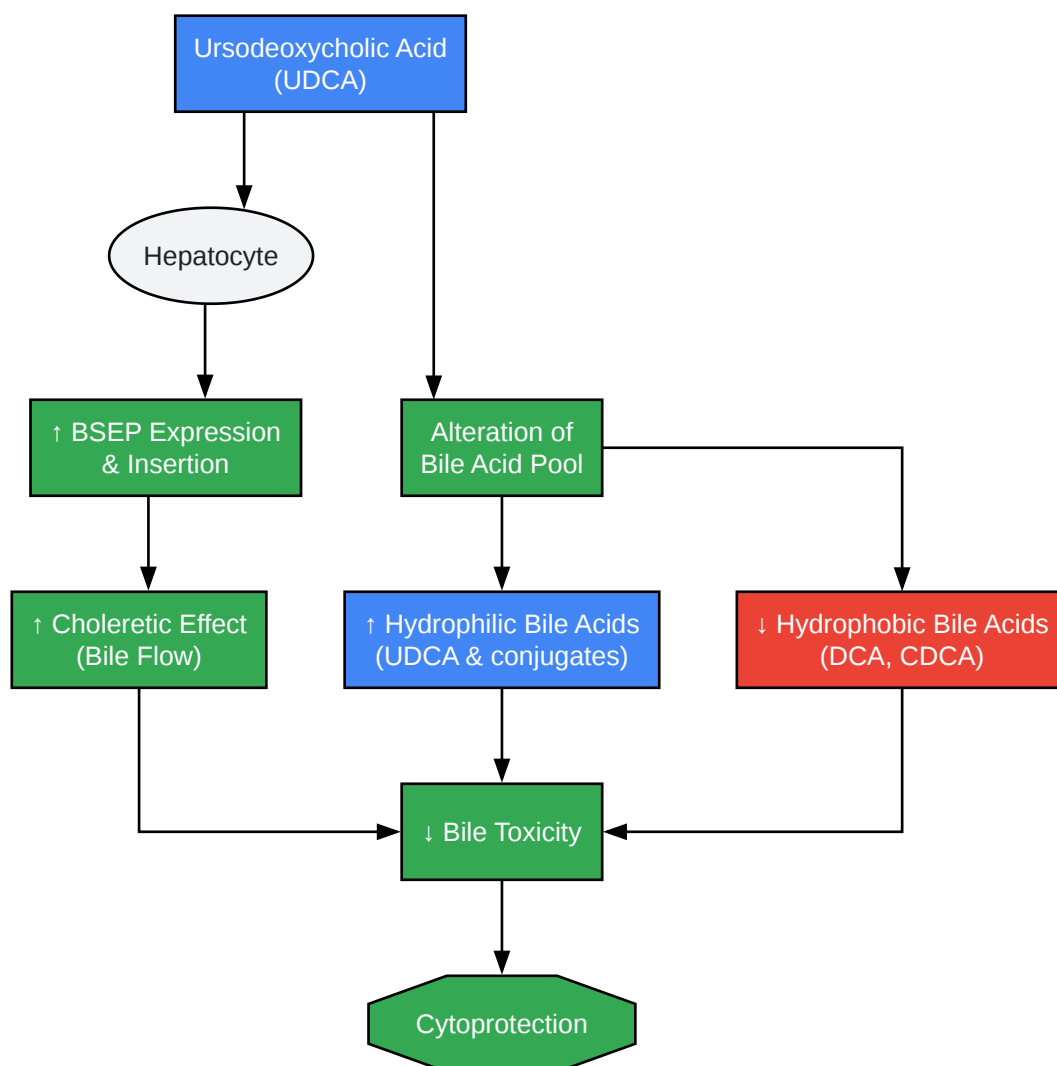 Ursodeoxycholic Acid
(UDCA)
Hepatocyte
↑ BSEP Expression
& Insertion
Alteration of
Bile Acid Pool
↑ Choleretic Effect
(Bile Flow)
↑ Hydrophilic Bile Acids
(UDCA & conjugates)
↓ Hydrophobic Bile Acids
(DCA, CDCA)
↓ Bile Toxicity
Cytoprotection